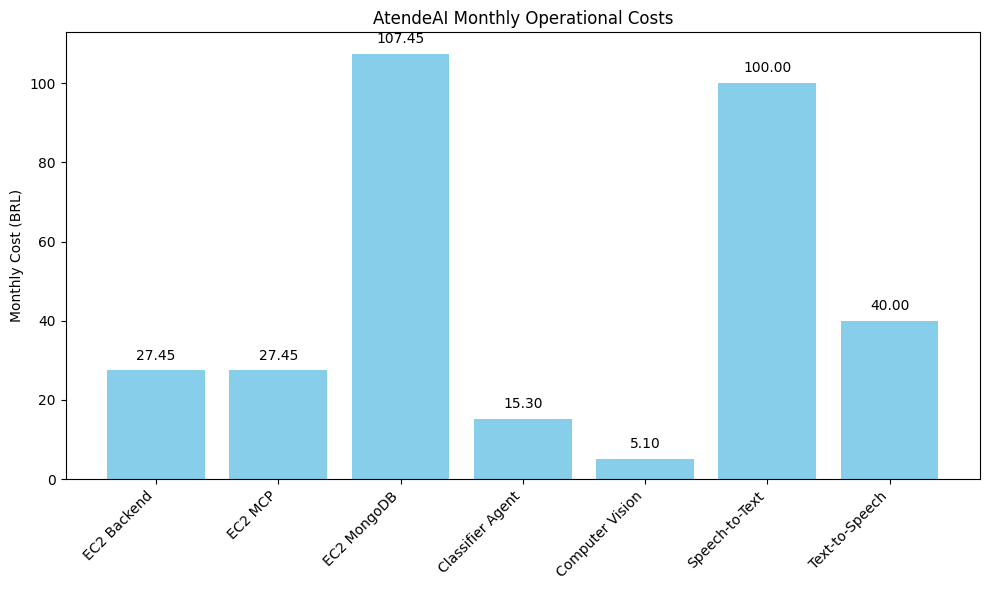 AtendeAI Monthly Operational Costs
Monthly Cost (BRL)
100
80
60
40
20
0
27.45
27.45
107.45
15.30
5.10
100.00
40.00
EC2 Backend
EC2 MCP
EC2 MongoDB
Classifier Agent
Computer Vision
Speech-to-Text
Text-to-Speech